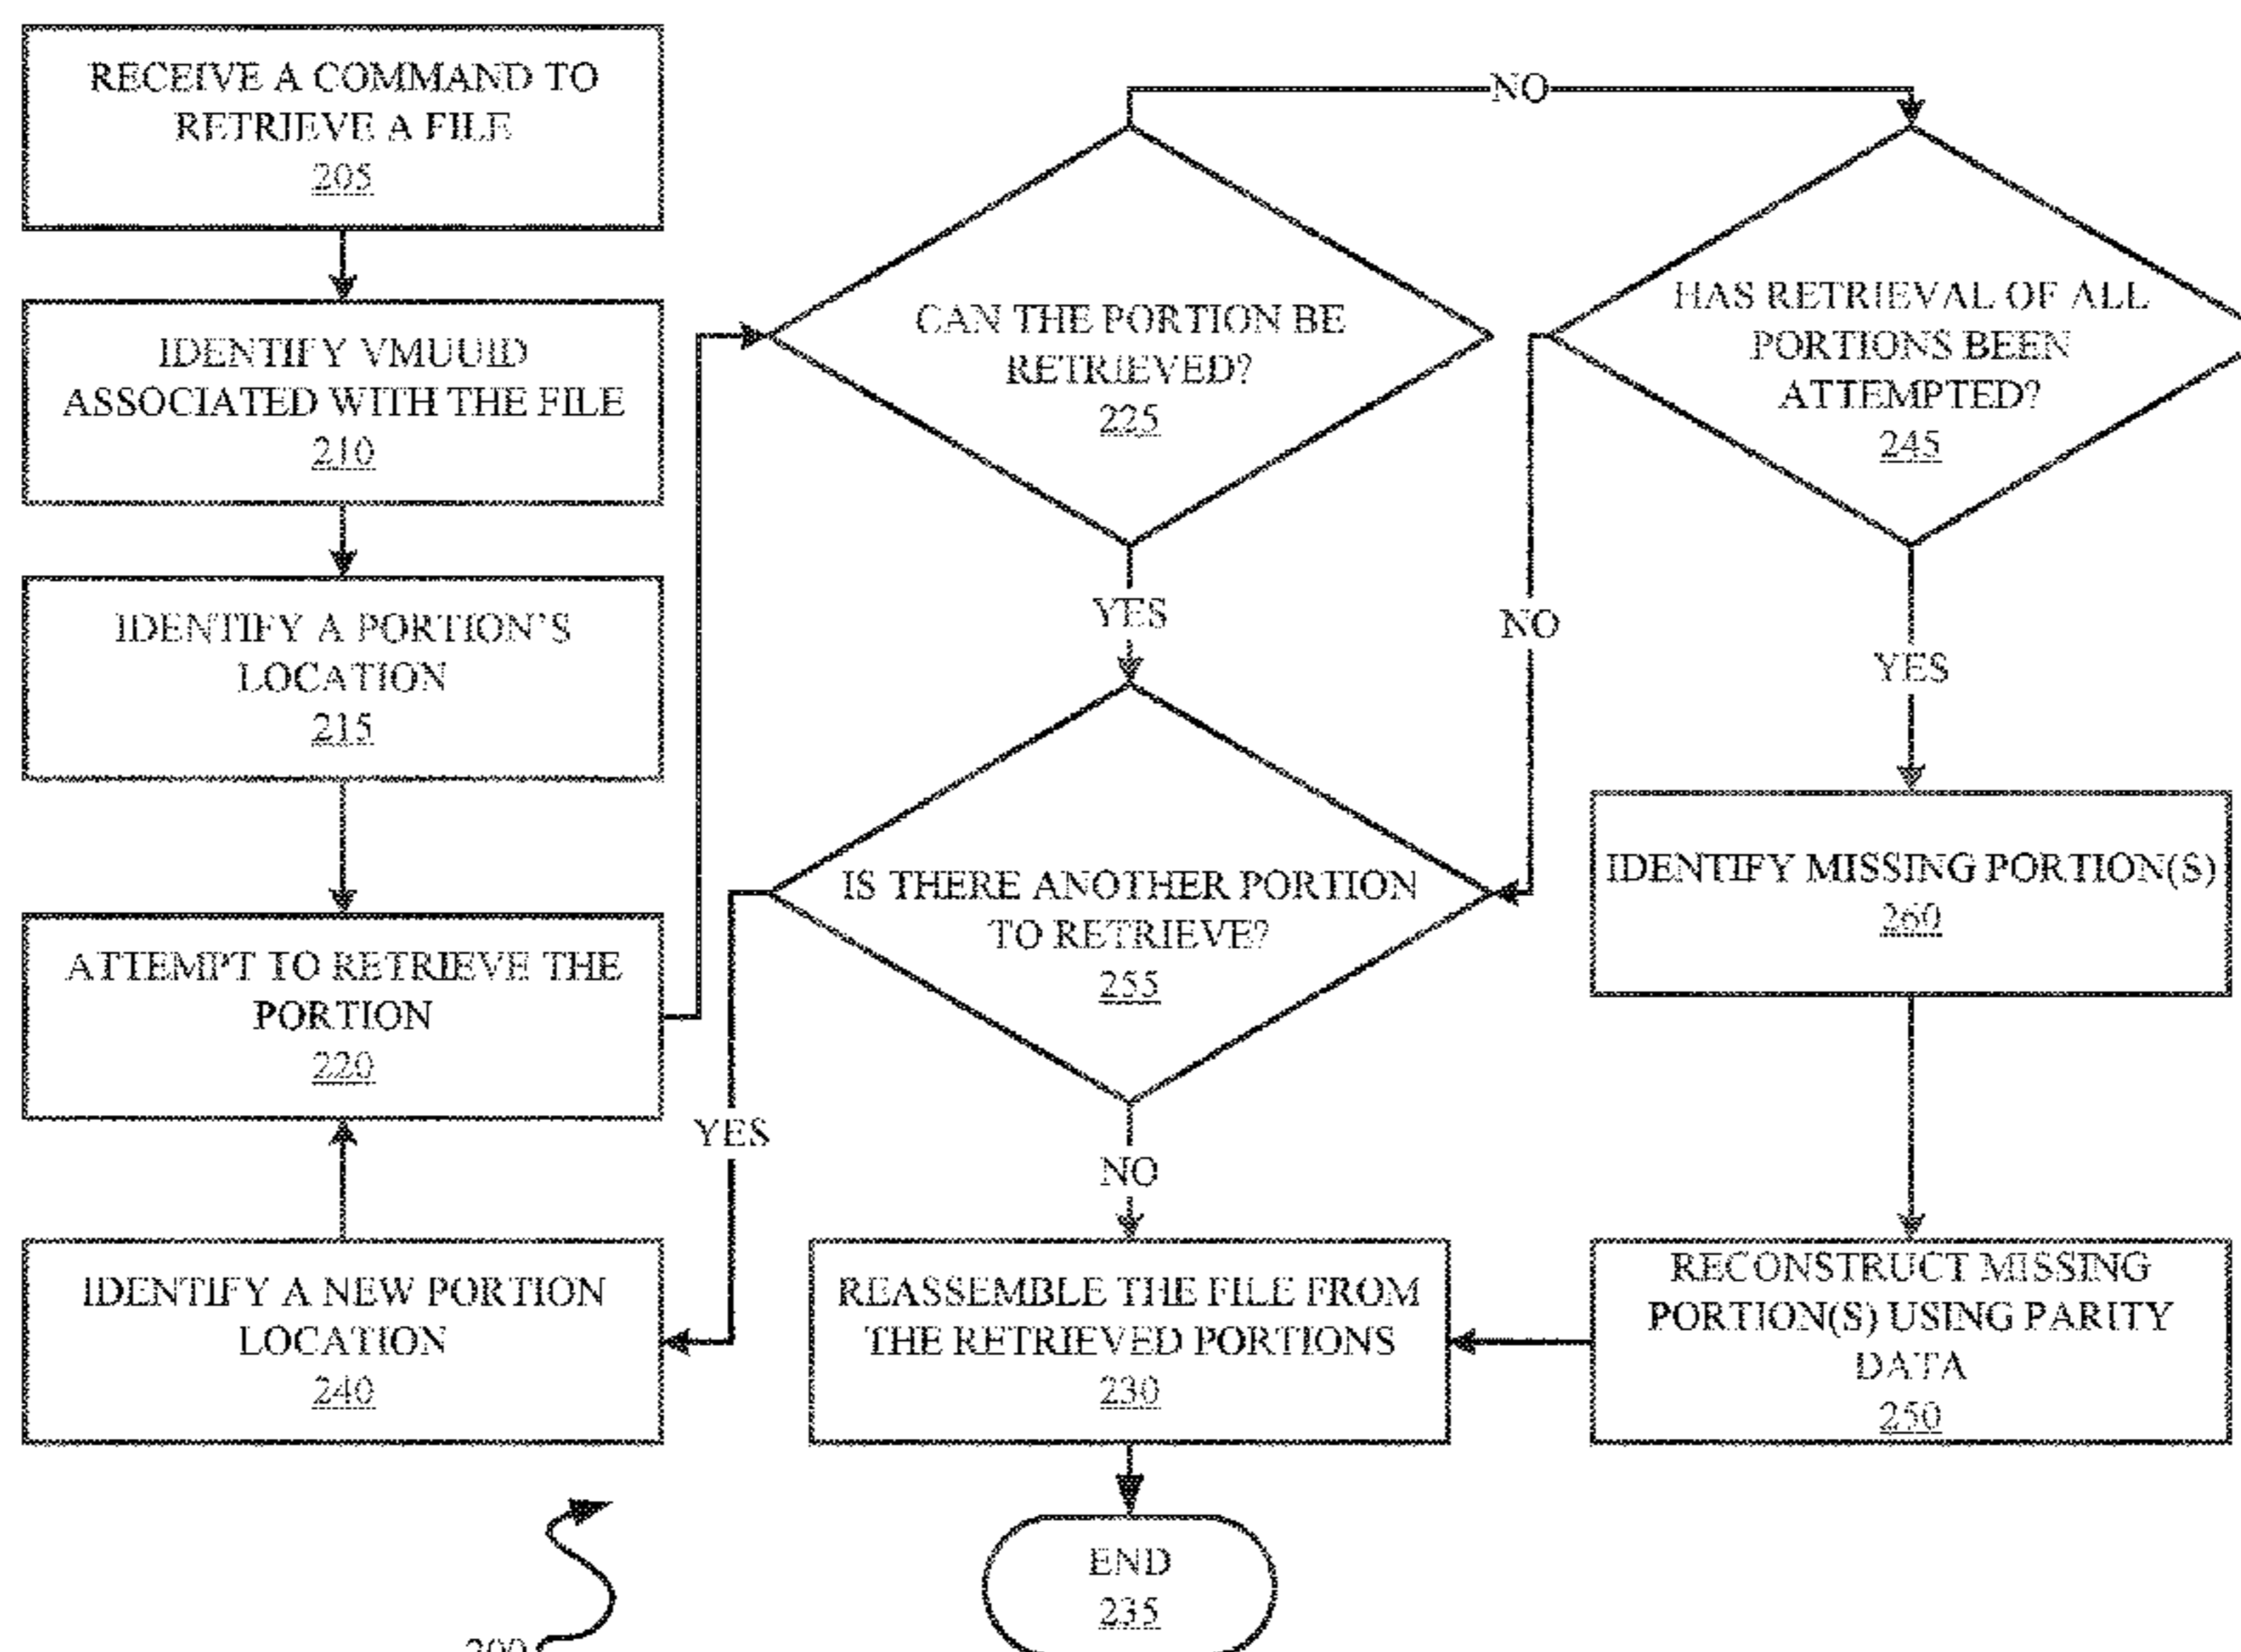 RECEIVE A COMMAND TO
RETRIEVE A FILE
205
IDENTIFY VMUUID
ASSOCIATED WITH THE FILE
210
IDENTIFY A PORTION'S
LOCATION
215
ATTEMPT TO RETRIEVE THE
PORTION
220
IDENTIFY A NEW PORTION
LOCATION
240
CAN THE PORTION BE
RETRIEVED?
225
NO
YES
IS THERE ANOTHER PORTION
TO RETRIEVE?
255
YES
NO
REASSEMBLE THE FILE FROM
THE RETRIEVED PORTIONS
230
END
235
HAS RETRIEVAL OF ALL
PORTIONS BEEN
ATTEMPTED?
245
NO
YES
IDENTIFY MISSING PORTION(S)
260
RECONSTRUCT MISSING
PORTION(S) USING PARITY
DATA
250
200